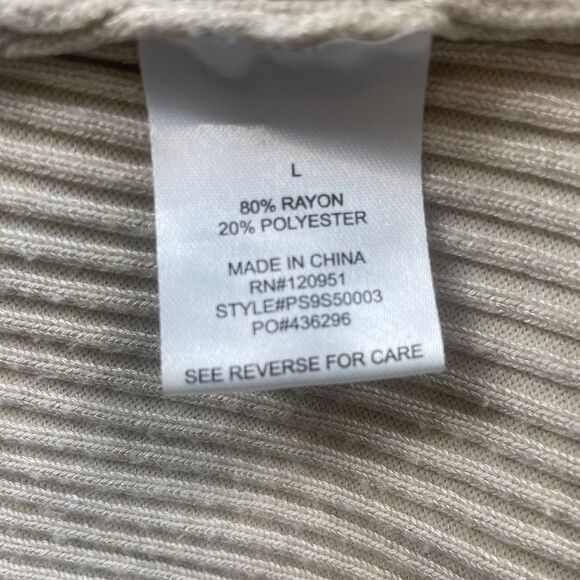 L
80% RAYON
20% POLYESTER
MADE IN CHINA
RN#120951
STYLE#PS9S50003
PO#436296
SEE REVERSE FOR CARE